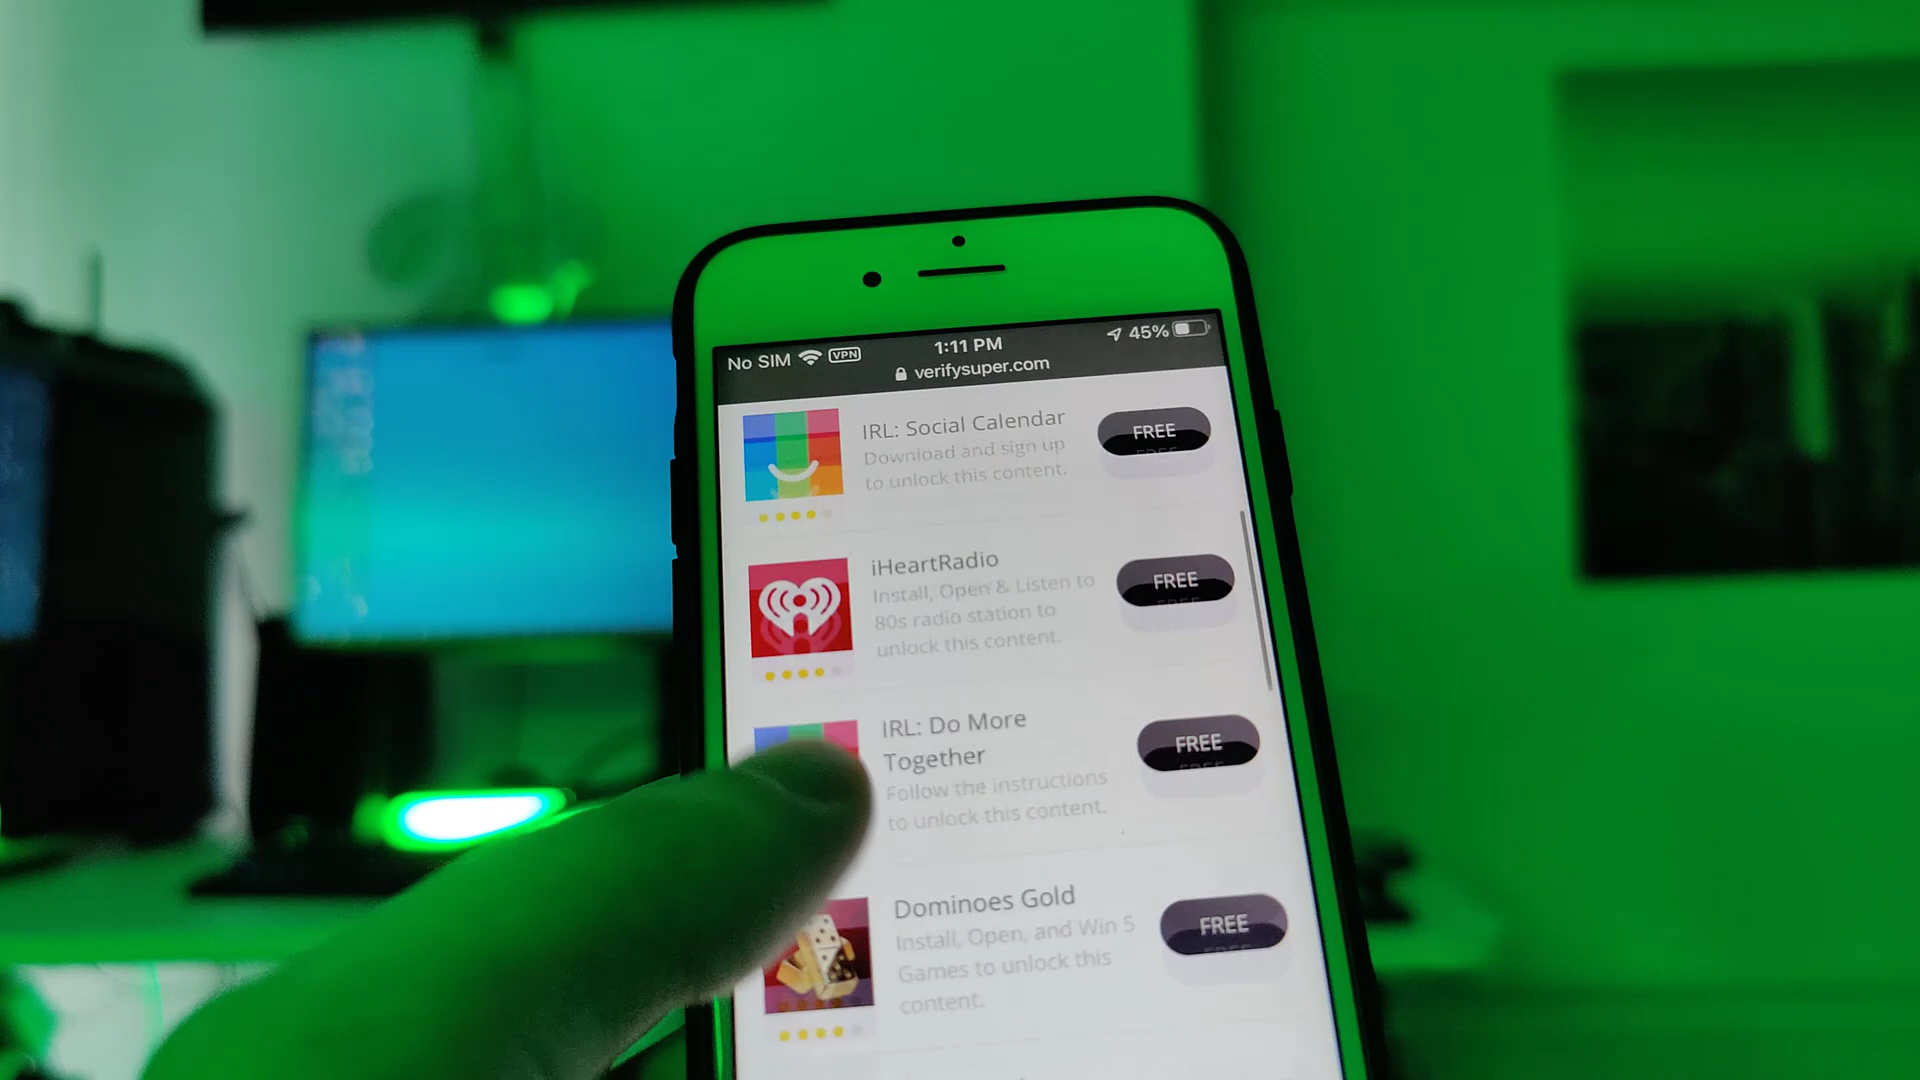 No SIM VPN 1:11 PM 45%
verifysuper.com
IRL: Social Calendar
Download and sign up
to unlock this content.
FREE
iHeartRadio
Install, Open & Listen to
80s radio station to
unlock this content.
FREE
IRL: Do More
Together
Follow the instructions
to unlock this content.
FREE
Dominoes Gold
Install, Open, and Win 5
Games to unlock this
content.
FREE